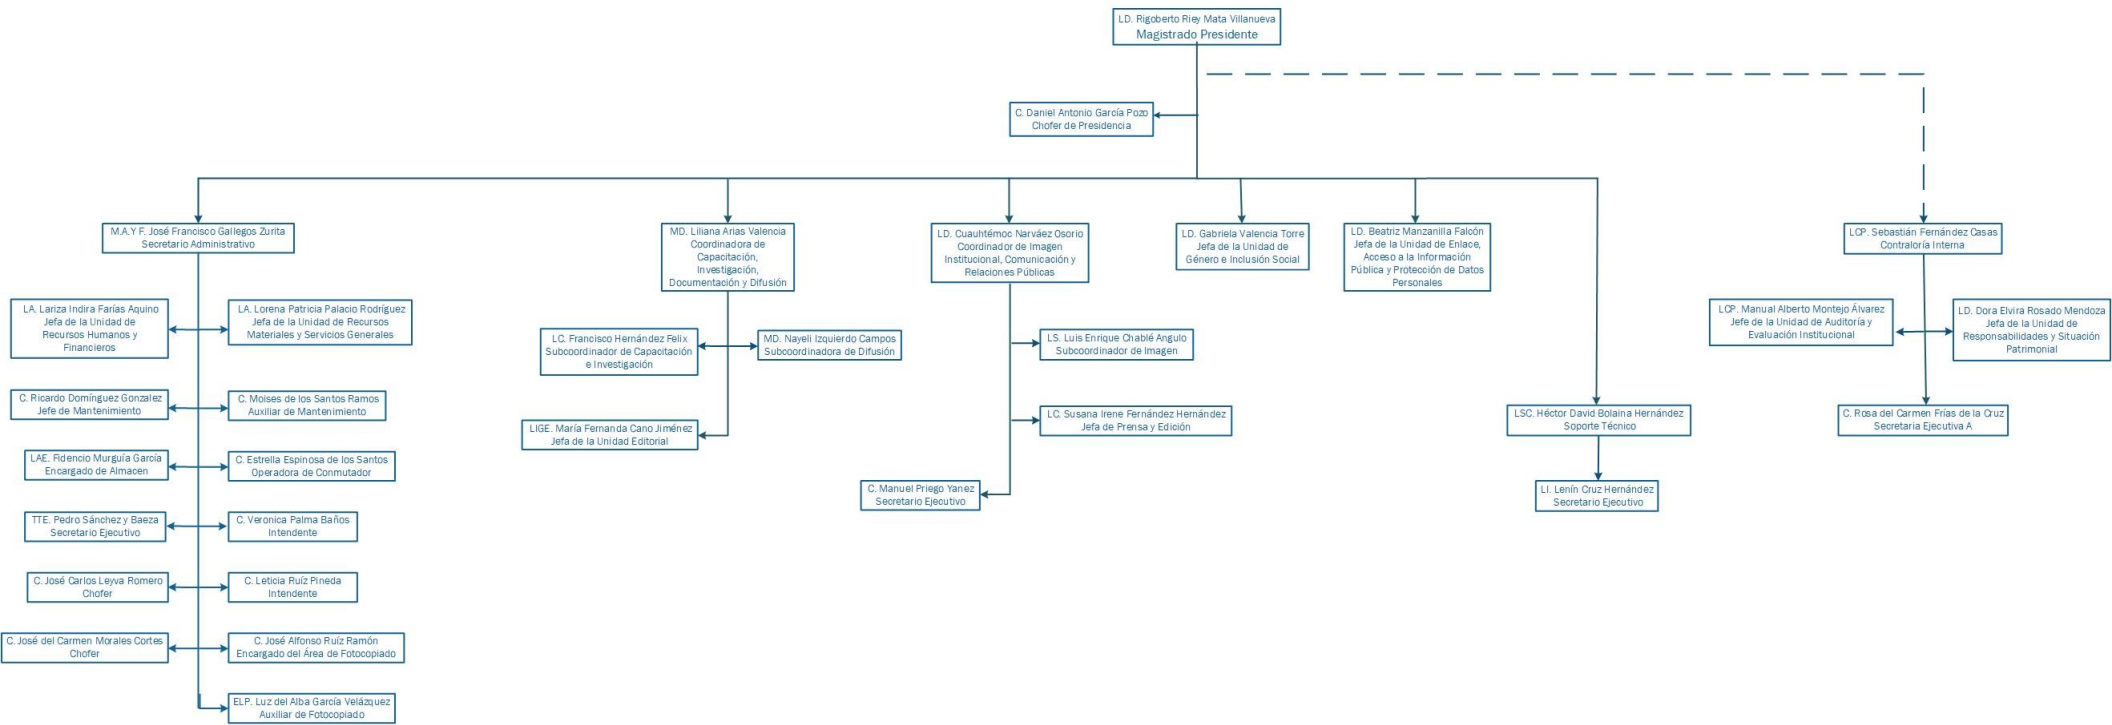 LD. Rigoberto Riey Mata Villanueva
Magistrado Presidente
C. Daniel Antonio García Pozo
Chofer de Presidencia
M.A.Y F. José Francisco Gallegos Zurita
Secretario Administrativo
MD. Liliana Arias Valencia
Coordinadora de
Capacitación,
Investigación,
Documentación y Difusión
LD. Cuauhtémoc Narváez Osorio
Coordinador de Imagen
Institucional, Comunicación y
Relaciones Públicas
LD. Gabriela Valencia Torre
Jefa de la Unidad de
Género e Inclusión Social
LD. Beatriz Manzanilla Falcón
Jefa de la Unidad de Enlace,
Acceso a la Información
Pública y Protección de Datos
Personales
LCP. Sebastián Fernández Casas
Contraloría Interna
LA. Lariza Indira Farías Aquino
Jefa de la Unidad de
Recursos Humanos y
Financieros
LA. Lorena Patricia Palacio Rodríguez
Jefa de la Unidad de Recursos
Materiales y Servicios Generales
LC. Francisco Hernández Felix
Subcoordinador de Capacitación
e Investigación
MD. Nayeli Izquierdo Campos
Subcoordinadora de Difusión
LS. Luis Enrique Chablé Angulo
Subcoordinador de Imagen
LCP. Manual Alberto Montejo Álvarez
Jefe de la Unidad de Auditoría y
Evaluación Institucional
LD. Dora Elvira Rosado Mendoza
Jefa de la Unidad de
Responsabilidades y Situación
Patrimonial
C. Ricardo Domínguez Gonzalez
Jefe de Mantenimiento
C. Moises de los Santos Ramos
Auxiliar de Mantenimiento
LIGE. María Fernanda Cano Jiménez
Jefa de la Unidad Editorial
LC. Susana Irene Fernández Hernández
Jefa de Prensa y Edición
LSC. Héctor David Bolaina Hernández
Soporte Técnico
C. Rosa del Carmen Frías de la Cruz
Secretaria Ejecutiva A
LAE. Fidencio Murguía García
Encargado de Almacen
C. Estrella Espinosa de los Santos
Operadora de Conmutador
C. Manuel Priego Yanez
Secretario Ejecutivo
LI. Lenín Cruz Hernández
Secretario Ejecutivo
TTE. Pedro Sánchez y Baeza
Secretario Ejecutivo
C. Veronica Palma Baños
Intendente
C. José Carlos Leyva Romero
Chofer
C. Leticia Ruíz Pineda
Intendente
C. José del Carmen Morales Cortes
Chofer
C. José Alfonso Ruíz Ramón
Encargado del Área de Fotocopiado
ELP. Luz del Alba García Velázquez
Auxiliar de Fotocopiado